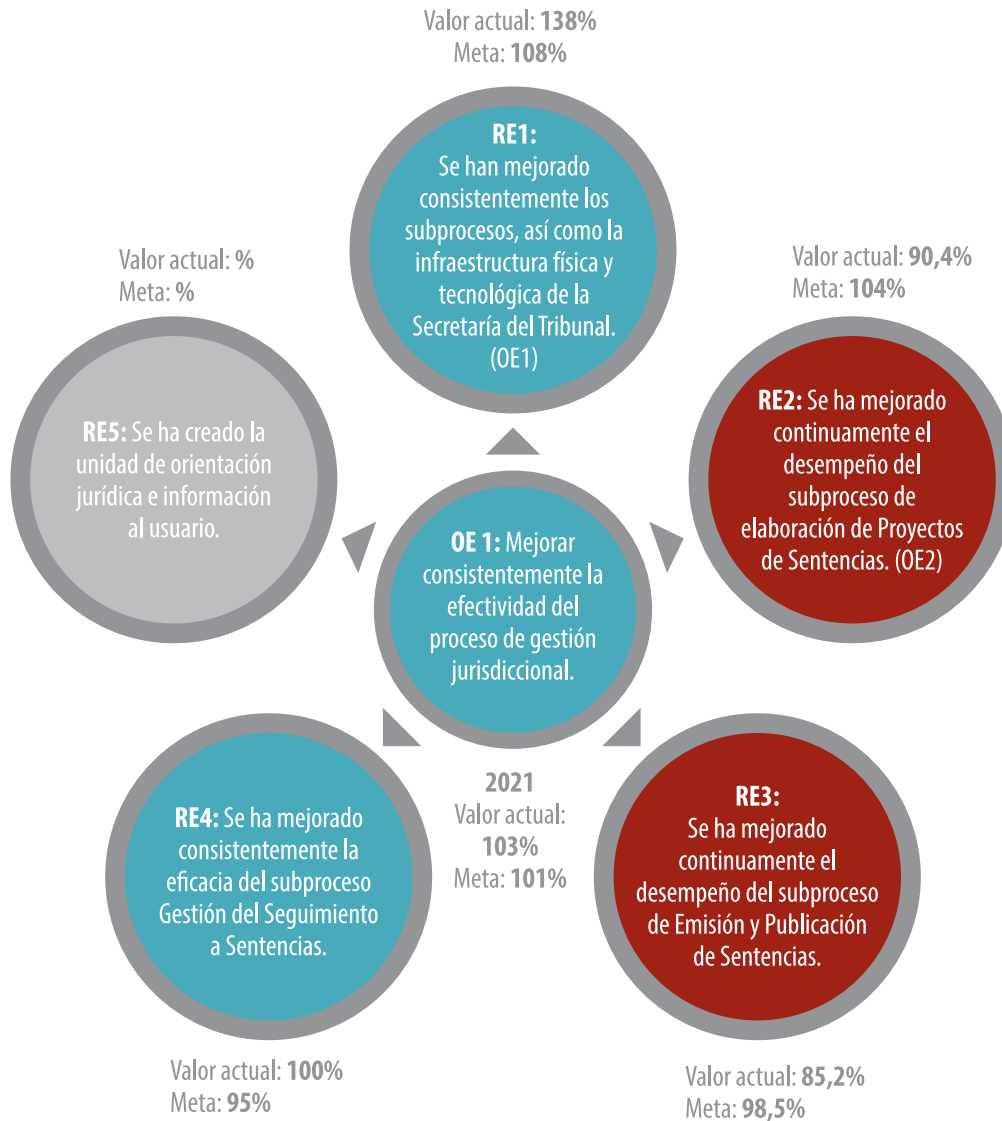 Valor actual: 138%
Meta: 108%
RE1:
Se han mejorado
consistentemente los
subprocesos, así como la
infraestructura física y
tecnológica de la
Secretaría del Tribunal.
(OE1)
Valor actual: %
Meta: %
RE5: Se ha creado la
unidad de orientación
jurídica e información
al usuario.
Valor actual: 90,4%
Meta: 104%
RE2: Se ha mejorado
continuamente el
desempeño del
subproceso de
elaboración de Proyectos
de Sentencias. (OE2)
OE 1: Mejorar
consistentemente la
efectividad del
proceso de gestión
jurisdiccional.
2021
Valor actual:
103%
Meta: 101%
RE4: Se ha mejorado
consistentemente la
eficacia del subproceso
Gestión del Seguimiento
a Sentencias.
Valor actual: 100%
Meta: 95%
RE3:
Se ha mejorado
continuamente el
desempeño del subproceso
de Emisión y Publicación
de Sentencias.
Valor actual: 85,2%
Meta: 98,5%